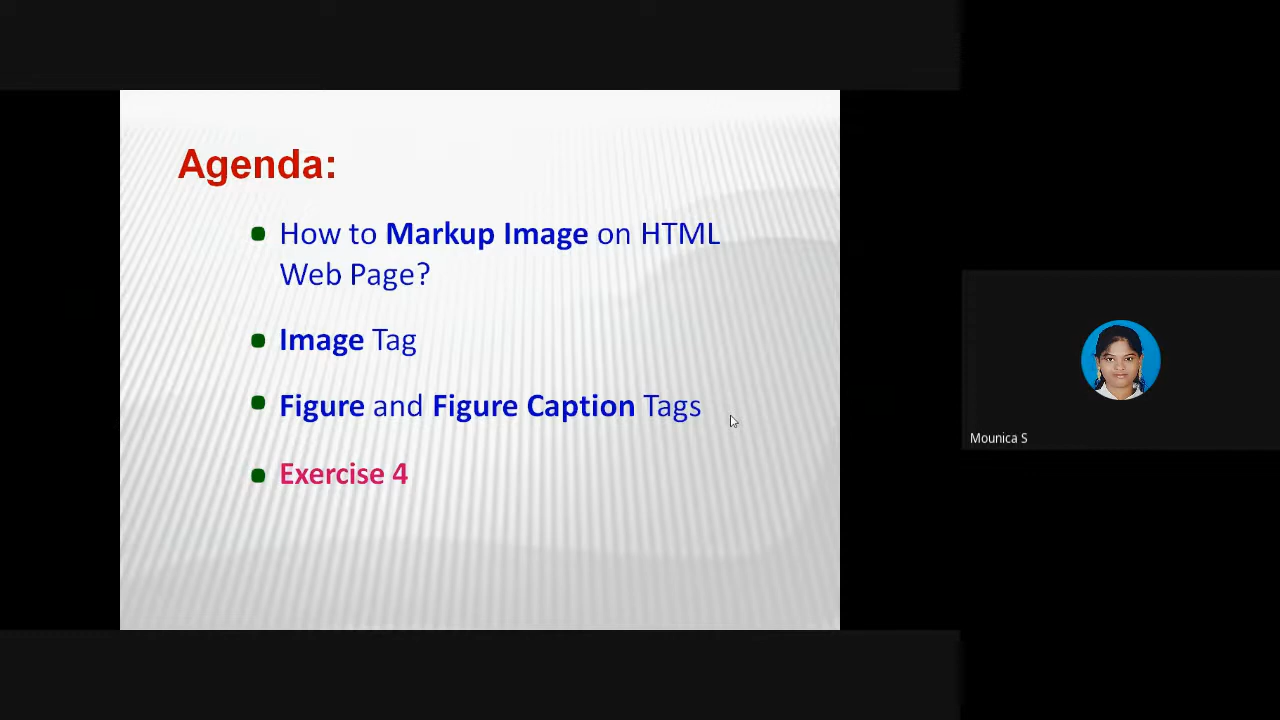 Agenda:
How to Markup Image on HTML
Web Page?
Image Tag
Figure and Figure Caption Tags
Exercise 4
Mounica S